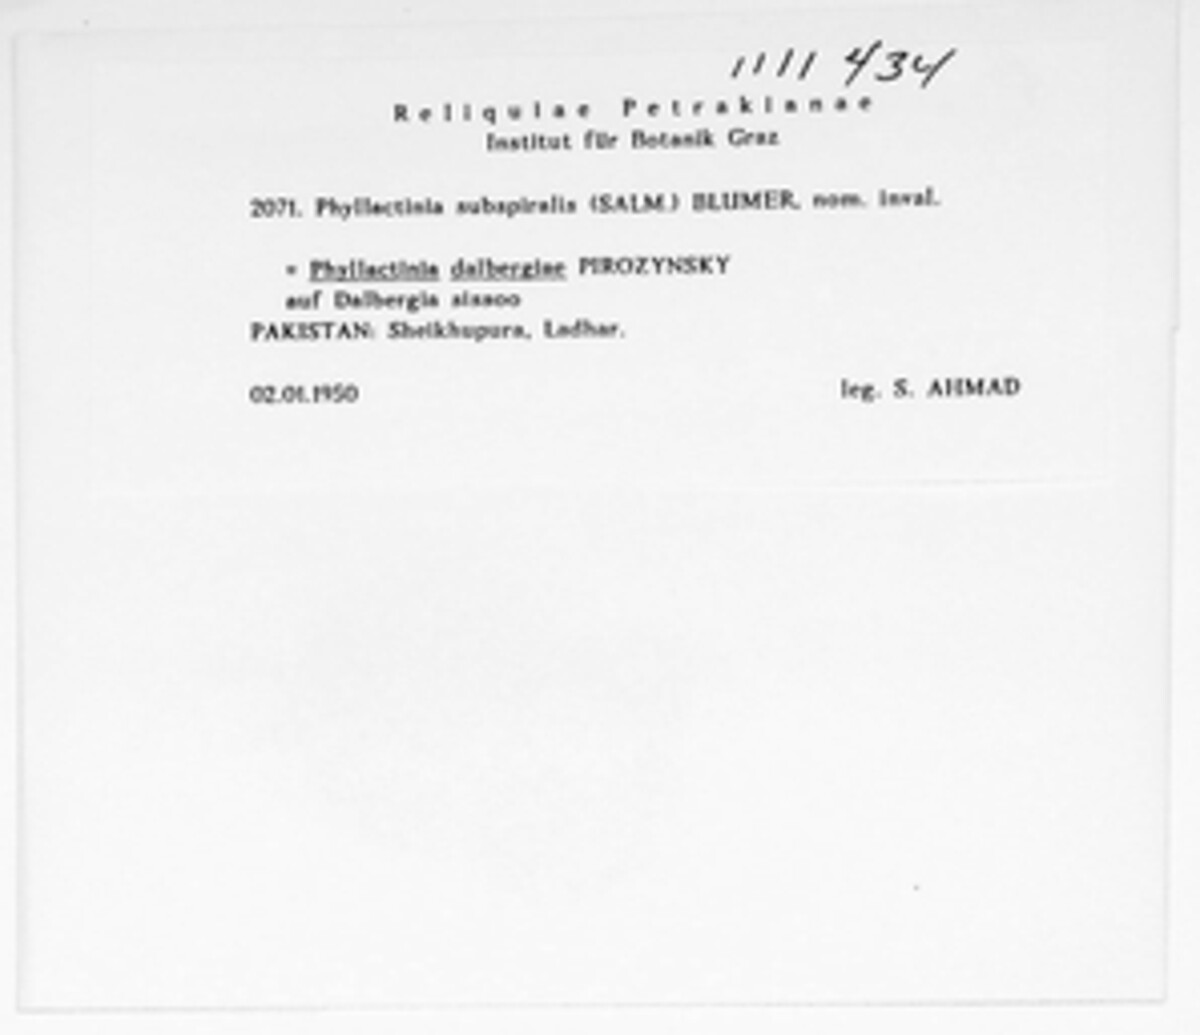 1111 434
Reliquiae Petrakianae
Institut für Botanik Graz
2071. Phyllactinia subspiralis (SALM.) BLUMER, nom. inval.
= Phyllactinia dalbergiae PIROZYNSKY
auf Dalbergia sissoo
PAKISTAN: Sheikhupura, Ladhar.
02.01.1950 leg. S. AHMAD